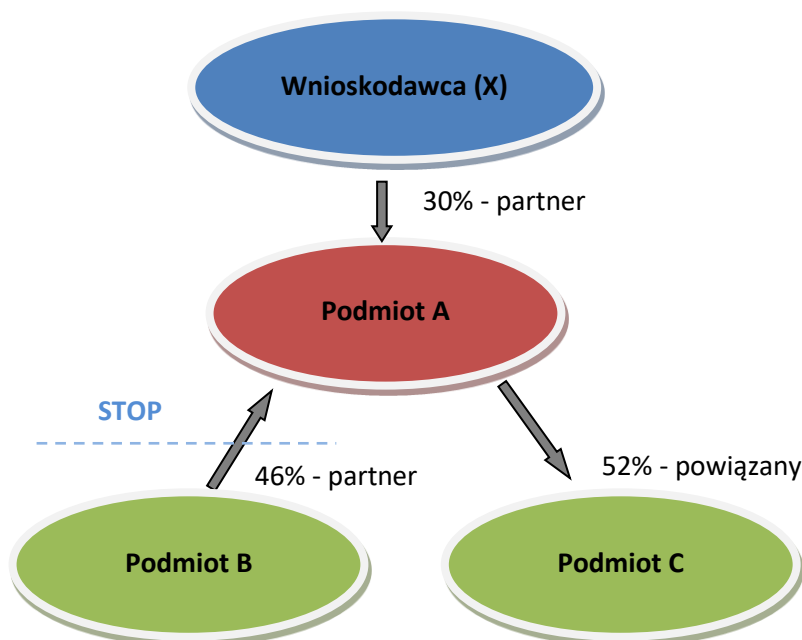 Wnioskodawca (X)
30% - partner
Podmiot A
STOP
46% - partner
52% - powiązany
Podmiot B
Podmiot C